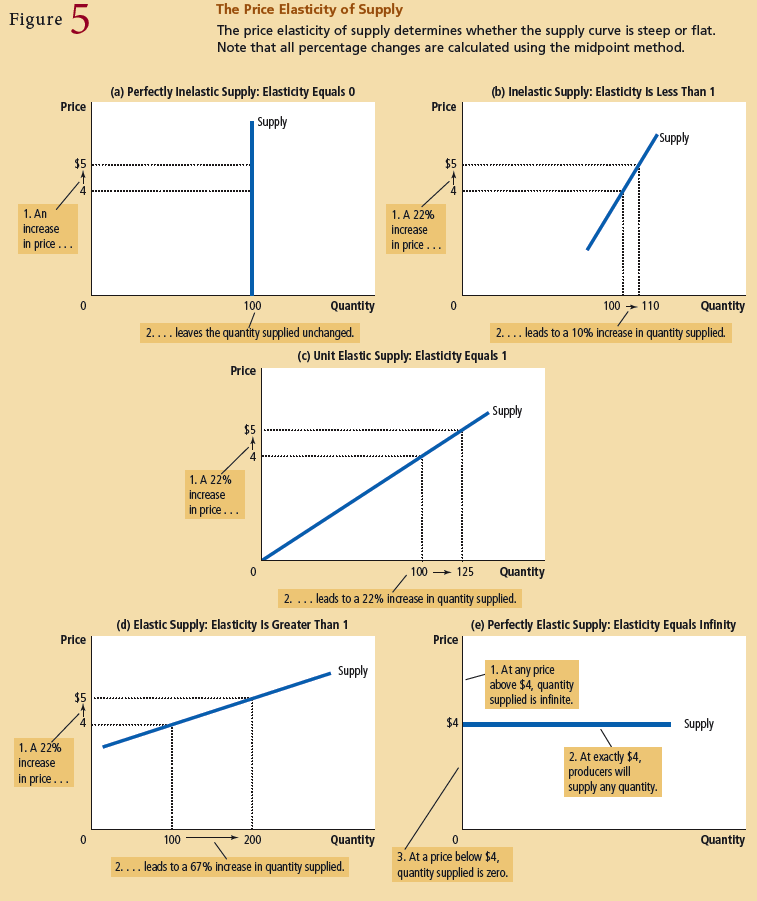 Figure 5
The Price Elasticity of Supply
The price elasticity of supply determines whether the supply curve is steep or flat.
Note that all percentage changes are calculated using the midpoint method.
(a) Perfectly Inelastic Supply: Elasticity Equals 0
Price
Supply
$5
4
1. An
increase
in price . . .
0
100
Quantity
2. . . . leaves the quantity supplied unchanged.
(b) Inelastic Supply: Elasticity Is Less Than 1
Price
Supply
$5
4
1. A 22%
increase
in price . . .
0
100 → 110
Quantity
2. . . . leads to a 10% increase in quantity supplied.
(c) Unit Elastic Supply: Elasticity Equals 1
Price
Supply
$5
4
1. A 22%
increase
in price . . .
0
100 → 125
Quantity
2. . . . leads to a 22% increase in quantity supplied.
(d) Elastic Supply: Elasticity Is Greater Than 1
Price
Supply
$5
4
1. A 22%
increase
in price . . .
0
100 → 200
Quantity
2. . . . leads to a 67% increase in quantity supplied.
(e) Perfectly Elastic Supply: Elasticity Equals Infinity
Price
1. At any price
above $4, quantity
supplied is infinite.
$4
Supply
2. At exactly $4,
producers will
supply any quantity.
0
Quantity
3. At a price below $4,
quantity supplied is zero.